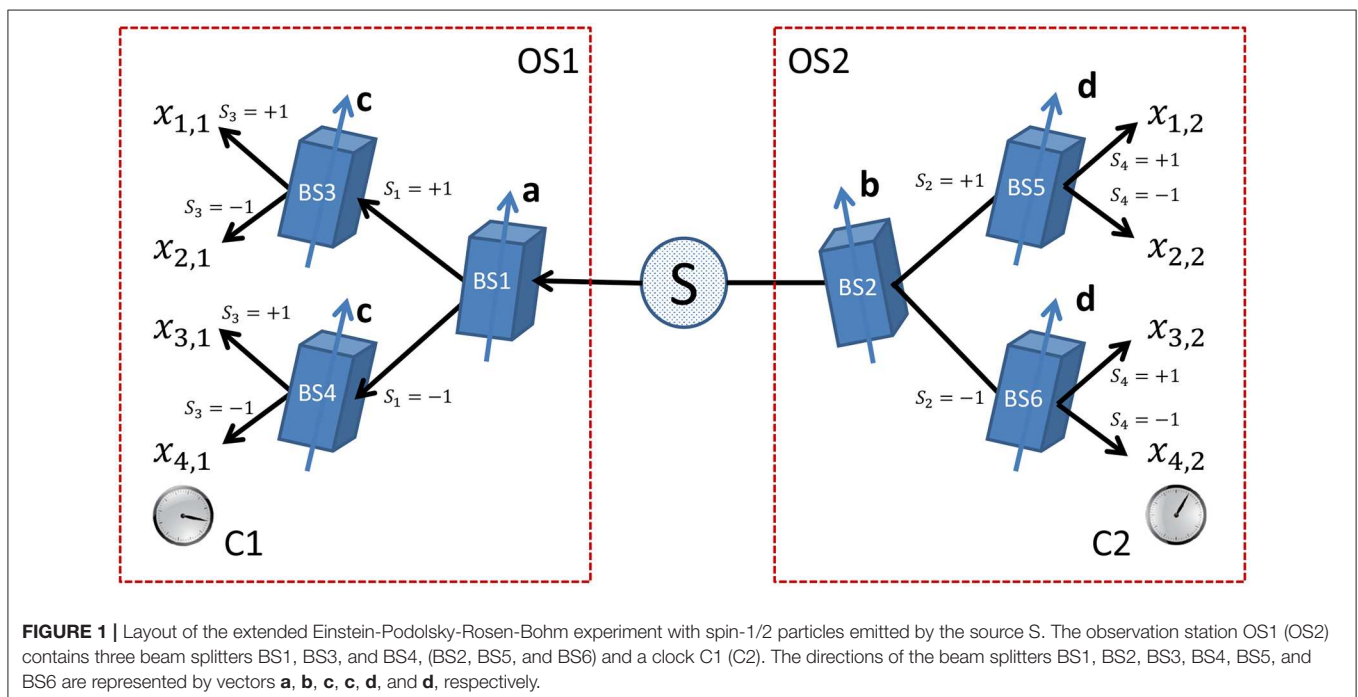 OS1
OS2
c
d
S₃ = +1
x₁,₁
x₁,₂
a
b
S₄ = +1
BS3
S₁ = +1
S₂ = +1
BS5
S₄ = −1
S₃ = −1
x₂,₁
x₂,₂
BS1
S
BS2
c
d
S₃ = +1
x₃,₁
x₃,₂
BS4
S₁ = −1
S₂ = −1
BS6
S₄ = +1
S₃ = −1
S₄ = −1
x₄,₁
x₄,₂
C1
C2
FIGURE 1 | Layout of the extended Einstein-Podolsky-Rosen-Bohm experiment with spin-1/2 particles emitted by the source S. The observation station OS1 (OS2)
contains three beam splitters BS1, BS3, and BS4, (BS2, BS5, and BS6) and a clock C1 (C2). The directions of the beam splitters BS1, BS2, BS3, BS4, BS5, and
BS6 are represented by vectors a, b, c, c, d, and d, respectively.